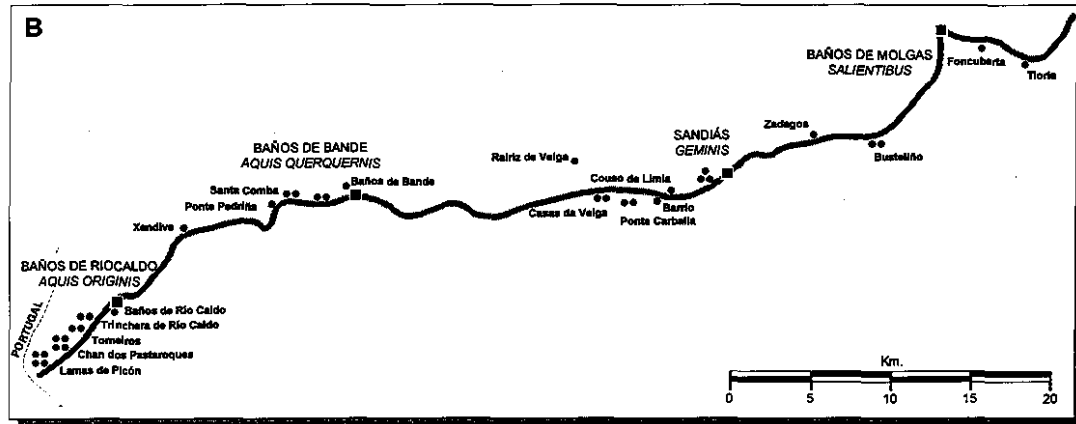 B
BAÑOS DE MOLGAS
SALIENTIBUS
Foncuberta
Tioria
SANDIÁS
GEMINIS
Zadagos
Busteliño
BAÑOS DE BANDE
AQUIS QUERQUERNIS
Rairiz de Veiga
Couso de Limia
Santa Comba
Baños de Bande
Ponte Pedriña
Casas da Veiga
Barrio
Ponta Carballa
Xendive
BAÑOS DE RIOCALDO
AQUIS ORIGINIS
PORTUGAL
Baños de Río Caldo
Trinchera de Río Caldo
Torneiros
Chan dos Pastaroques
Lamas de Picón
Km.
0 5 10 15 20